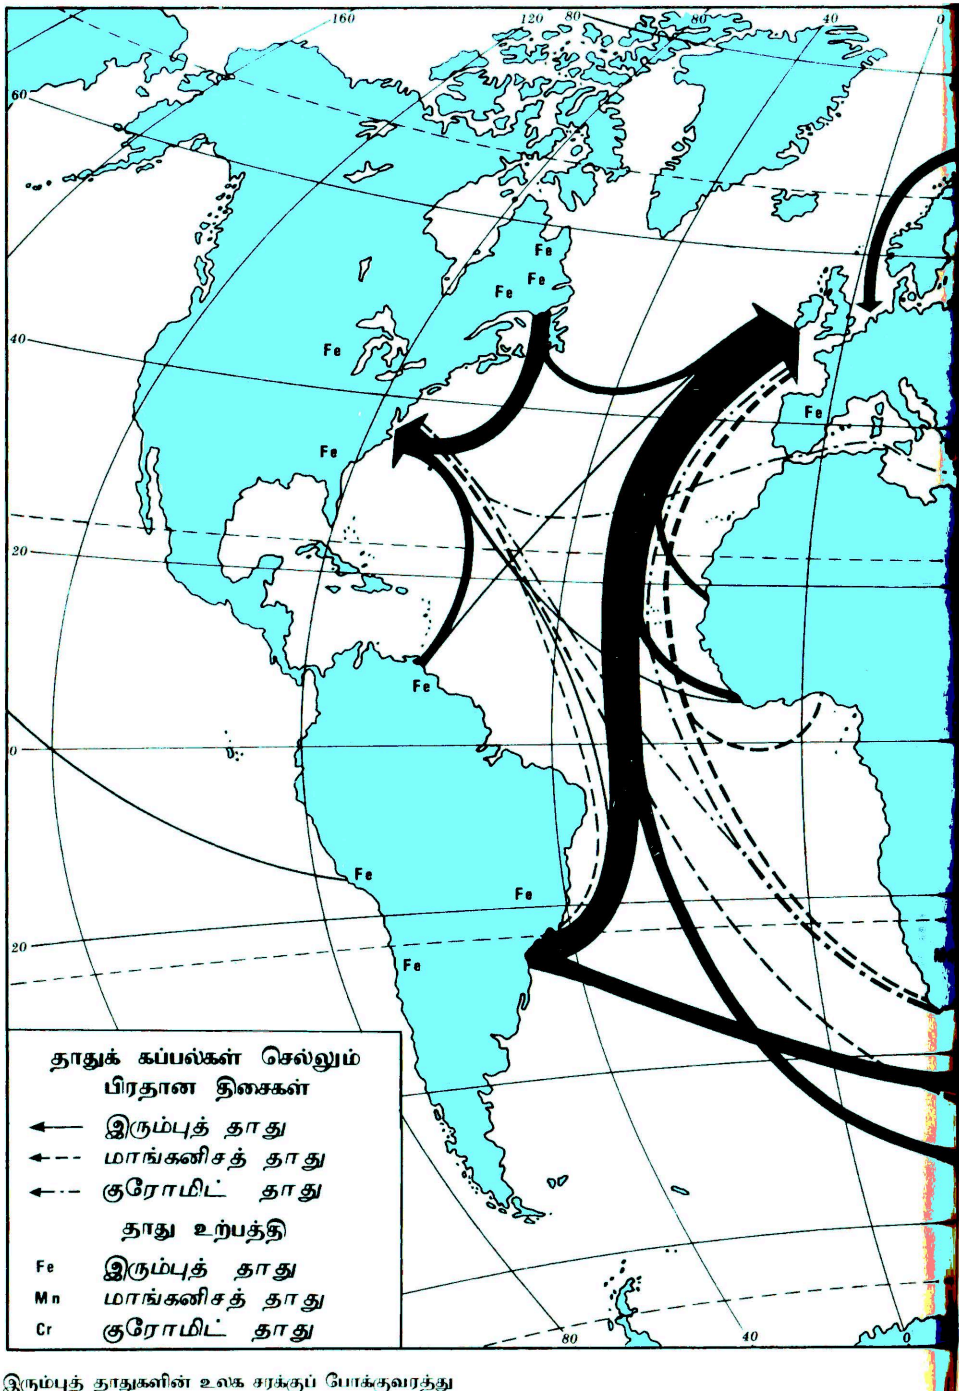 160 120 80 80 40 0
60
Fe
Fe
Fe
40
Fe
Fe
Fe
20
Fe
0
Fe
Fe
20
Fe
தாதுக் கப்பல்கள் செல்லும்
பிரதான திசைகள்
இரும்புத் தாது
மாங்கனிசத் தாது
குரோமிட் தாது
தாது உற்பத்தி
Fe இரும்புத் தாது
Mn மாங்கனிசத் தாது
Cr குரோமிட் தாது
80 40 0
இரும்புத் தாதுகளின் உலக சரக்குப் போக்குவரத்து